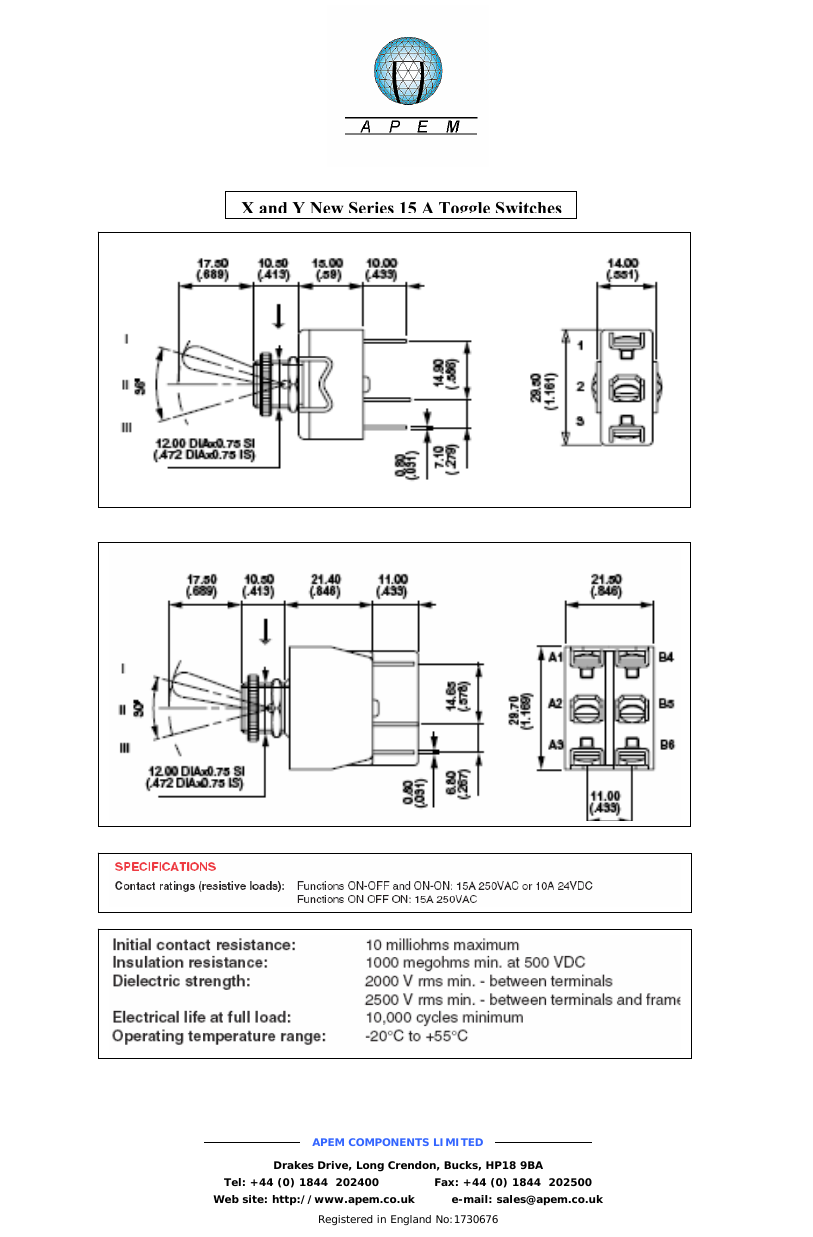 A P E M
X and Y New Series 15 A Toggle Switches
17.50 10.50 15.00 10.00 14.00
(.689) (.413) (.59) (.433) (.551)
I
II
III
36°
14.90
(.586)
29.50
(1.161)
1
2
3
12.00 DIAx0.75 SI
(.472 DIAx0.75 IS)
0.80
(.031)
7.10
(.279)
17.50 10.50 21.40 11.00 21.50
(.689) (.413) (.846) (.433) (.846)
I
II
III
30°
14.65
(.578)
29.70
(1.169)
A1 B4
A2 B5
A3 B6
12.00 DIAx0.75 SI
(.472 DIAx0.75 IS)
0.80
(.031)
6.80
(.267)
11.00
(.433)
SPECIFICATIONS
Contact ratings (resistive loads): Functions ON-OFF and ON-ON: 15A 250VAC or 10A 24VDC
Functions ON OFF ON: 15A 250VAC
Initial contact resistance: 10 milliohms maximum
Insulation resistance: 1000 megohms min. at 500 VDC
Dielectric strength: 2000 V rms min. - between terminals
2500 V rms min. - between terminals and frame
Electrical life at full load: 10,000 cycles minimum
Operating temperature range: -20°C to +55°C
APEM COMPONENTS LIMITED
Drakes Drive, Long Crendon, Bucks, HP18 9BA
Tel: +44 (0) 1844 202400 Fax: +44 (0) 1844 202500
Web site: http://www.apem.co.uk e-mail: sales@apem.co.uk
Registered in England No:1730676